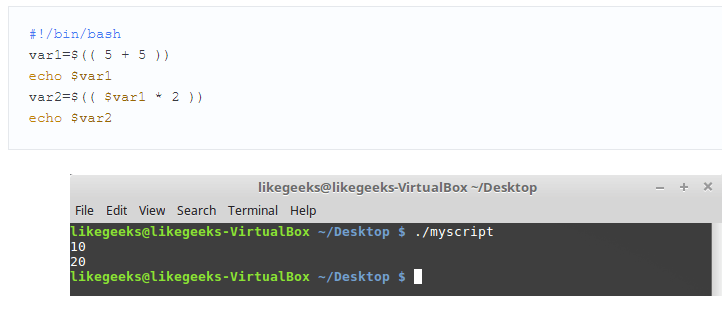 #!/bin/bash
var1=$(( 5 + 5 ))
echo $var1
var2=$(( $var1 * 2 ))
echo $var2
likegeeks@likegeeks-VirtualBox ~/Desktop
File Edit View Search Terminal Help
likegeeks@likegeeks-VirtualBox ~/Desktop $ ./myscript
10
20
likegeeks@likegeeks-VirtualBox ~/Desktop $